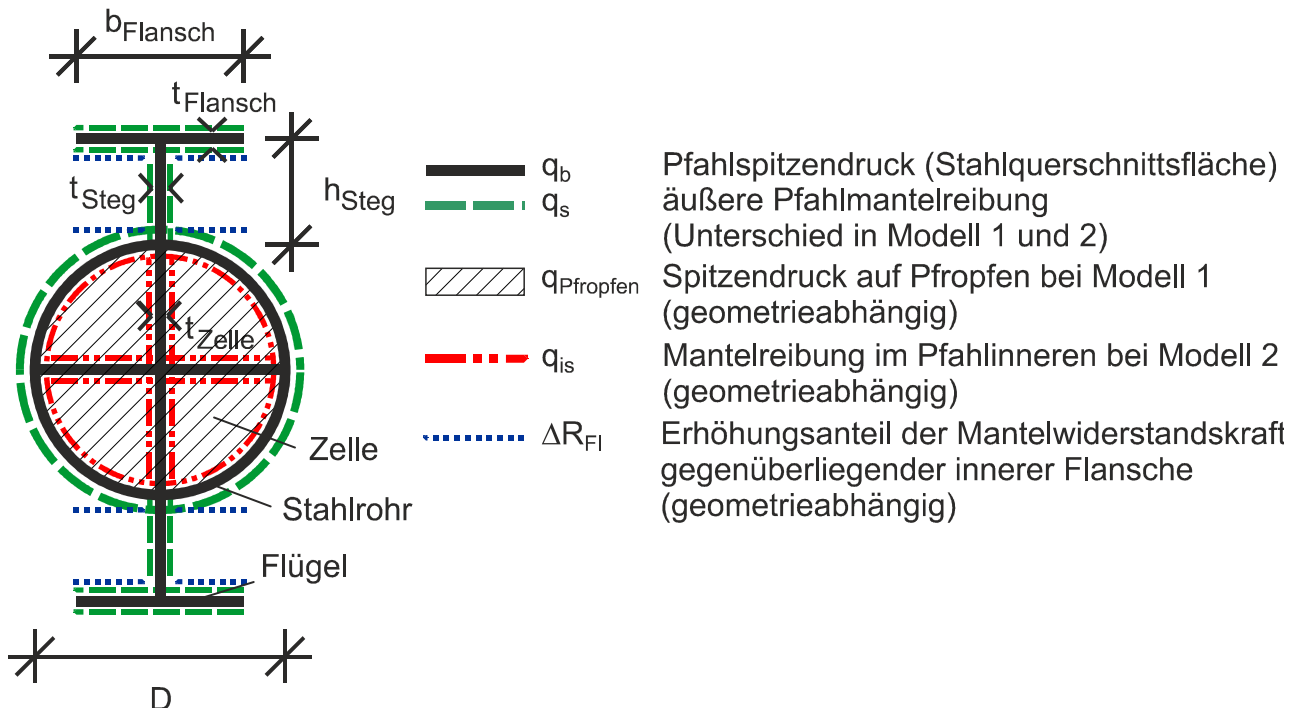 bFlansch
tFlansch
tSteg
hSteg
tZelle
Zelle
Stahlrohr
Flügel
D
qb Pfahlspitzendruck (Stahlquerschnittsfläche)
qs äußere Pfahlmantelreibung
(Unterschied in Modell 1 und 2)
qPfropfen Spitzendruck auf Pfropfen bei Modell 1
(geometrieabhängig)
qis Mantelreibung im Pfahlinneren bei Modell 2
(geometrieabhängig)
ΔRFl Erhöhungsanteil der Mantelwiderstandskraft
gegenüberliegender innerer Flansche
(geometrieabhängig)